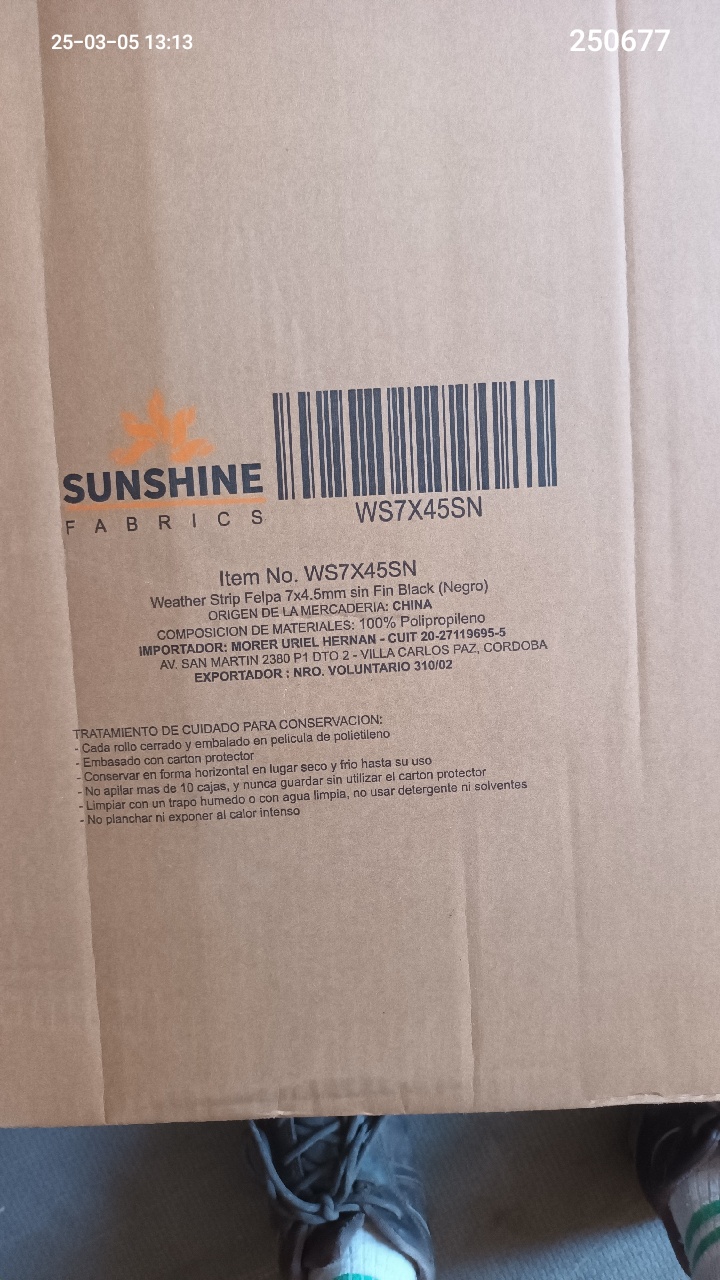 25-03-05 13:13
250677
SUNSHINE
FABRICS
WS7X45SN
Item No. WS7X45SN
Weather Strip Felpa 7x4.5mm sin Fin Black (Negro)
ORIGEN DE LA MERCADERIA: CHINA
COMPOSICION DE MATERIALES: 100% Polipropileno
IMPORTADOR: MORER URIEL HERNAN - CUIT 20-27119695-5
AV. SAN MARTIN 2380 P1 DTO 2 - VILLA CARLOS PAZ, CORDOBA
EXPORTADOR : NRO. VOLUNTARIO 310/02
TRATAMIENTO DE CUIDADO PARA CONSERVACION:
- Cada rollo cerrado y embalado en pelicula de polietileno
- Embasado con carton protector
- Conservar en forma horizontal en lugar seco y frio hasta su uso
- No apilar mas de 10 cajas, y nunca guardar sin utilizar el carton protector
- Limpiar con un trapo humedo o con agua limpia, no usar detergente ni solventes
- No planchar ni exponer al calor intenso